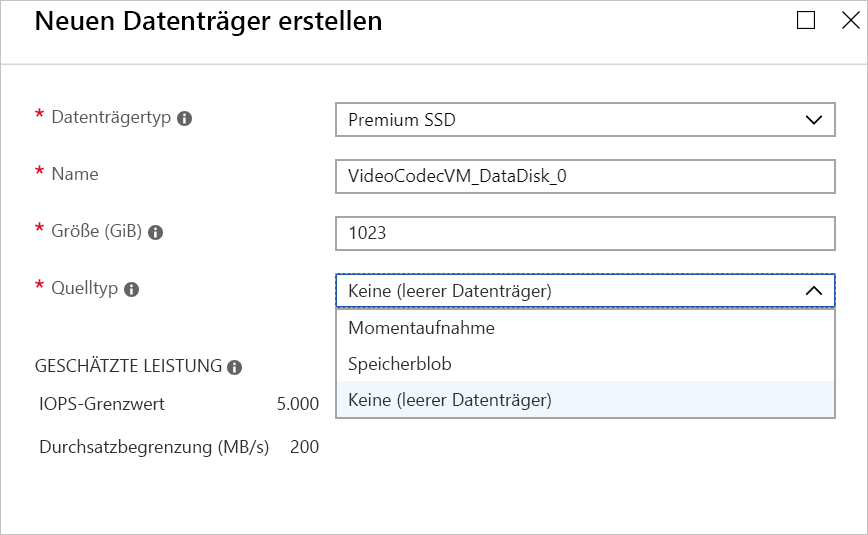 Neuen Datenträger erstellen
* Datenträgertyp
Premium SSD
* Name
VideoCodecVM_DataDisk_0
* Größe (GiB)
1023
* Quelltyp
Keine (leerer Datenträger)
Momentaufnahme
Speicherblob
Keine (leerer Datenträger)
GESCHÄTZTE LEISTUNG
IOPS-Grenzwert 5.000
Durchsatzbegrenzung (MB/s) 200